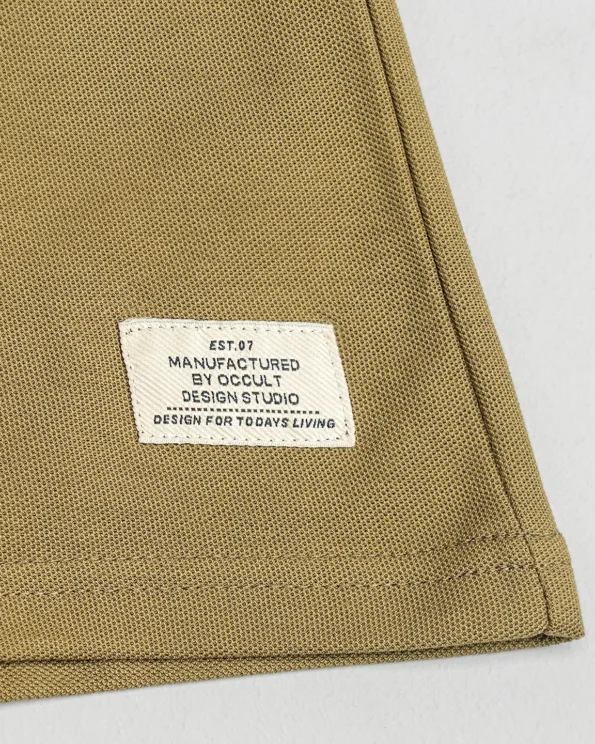 EST.07
MANUFACTURED
BY OCCULT
DESIGN STUDIO
DESIGN FOR TODAYS LIVING